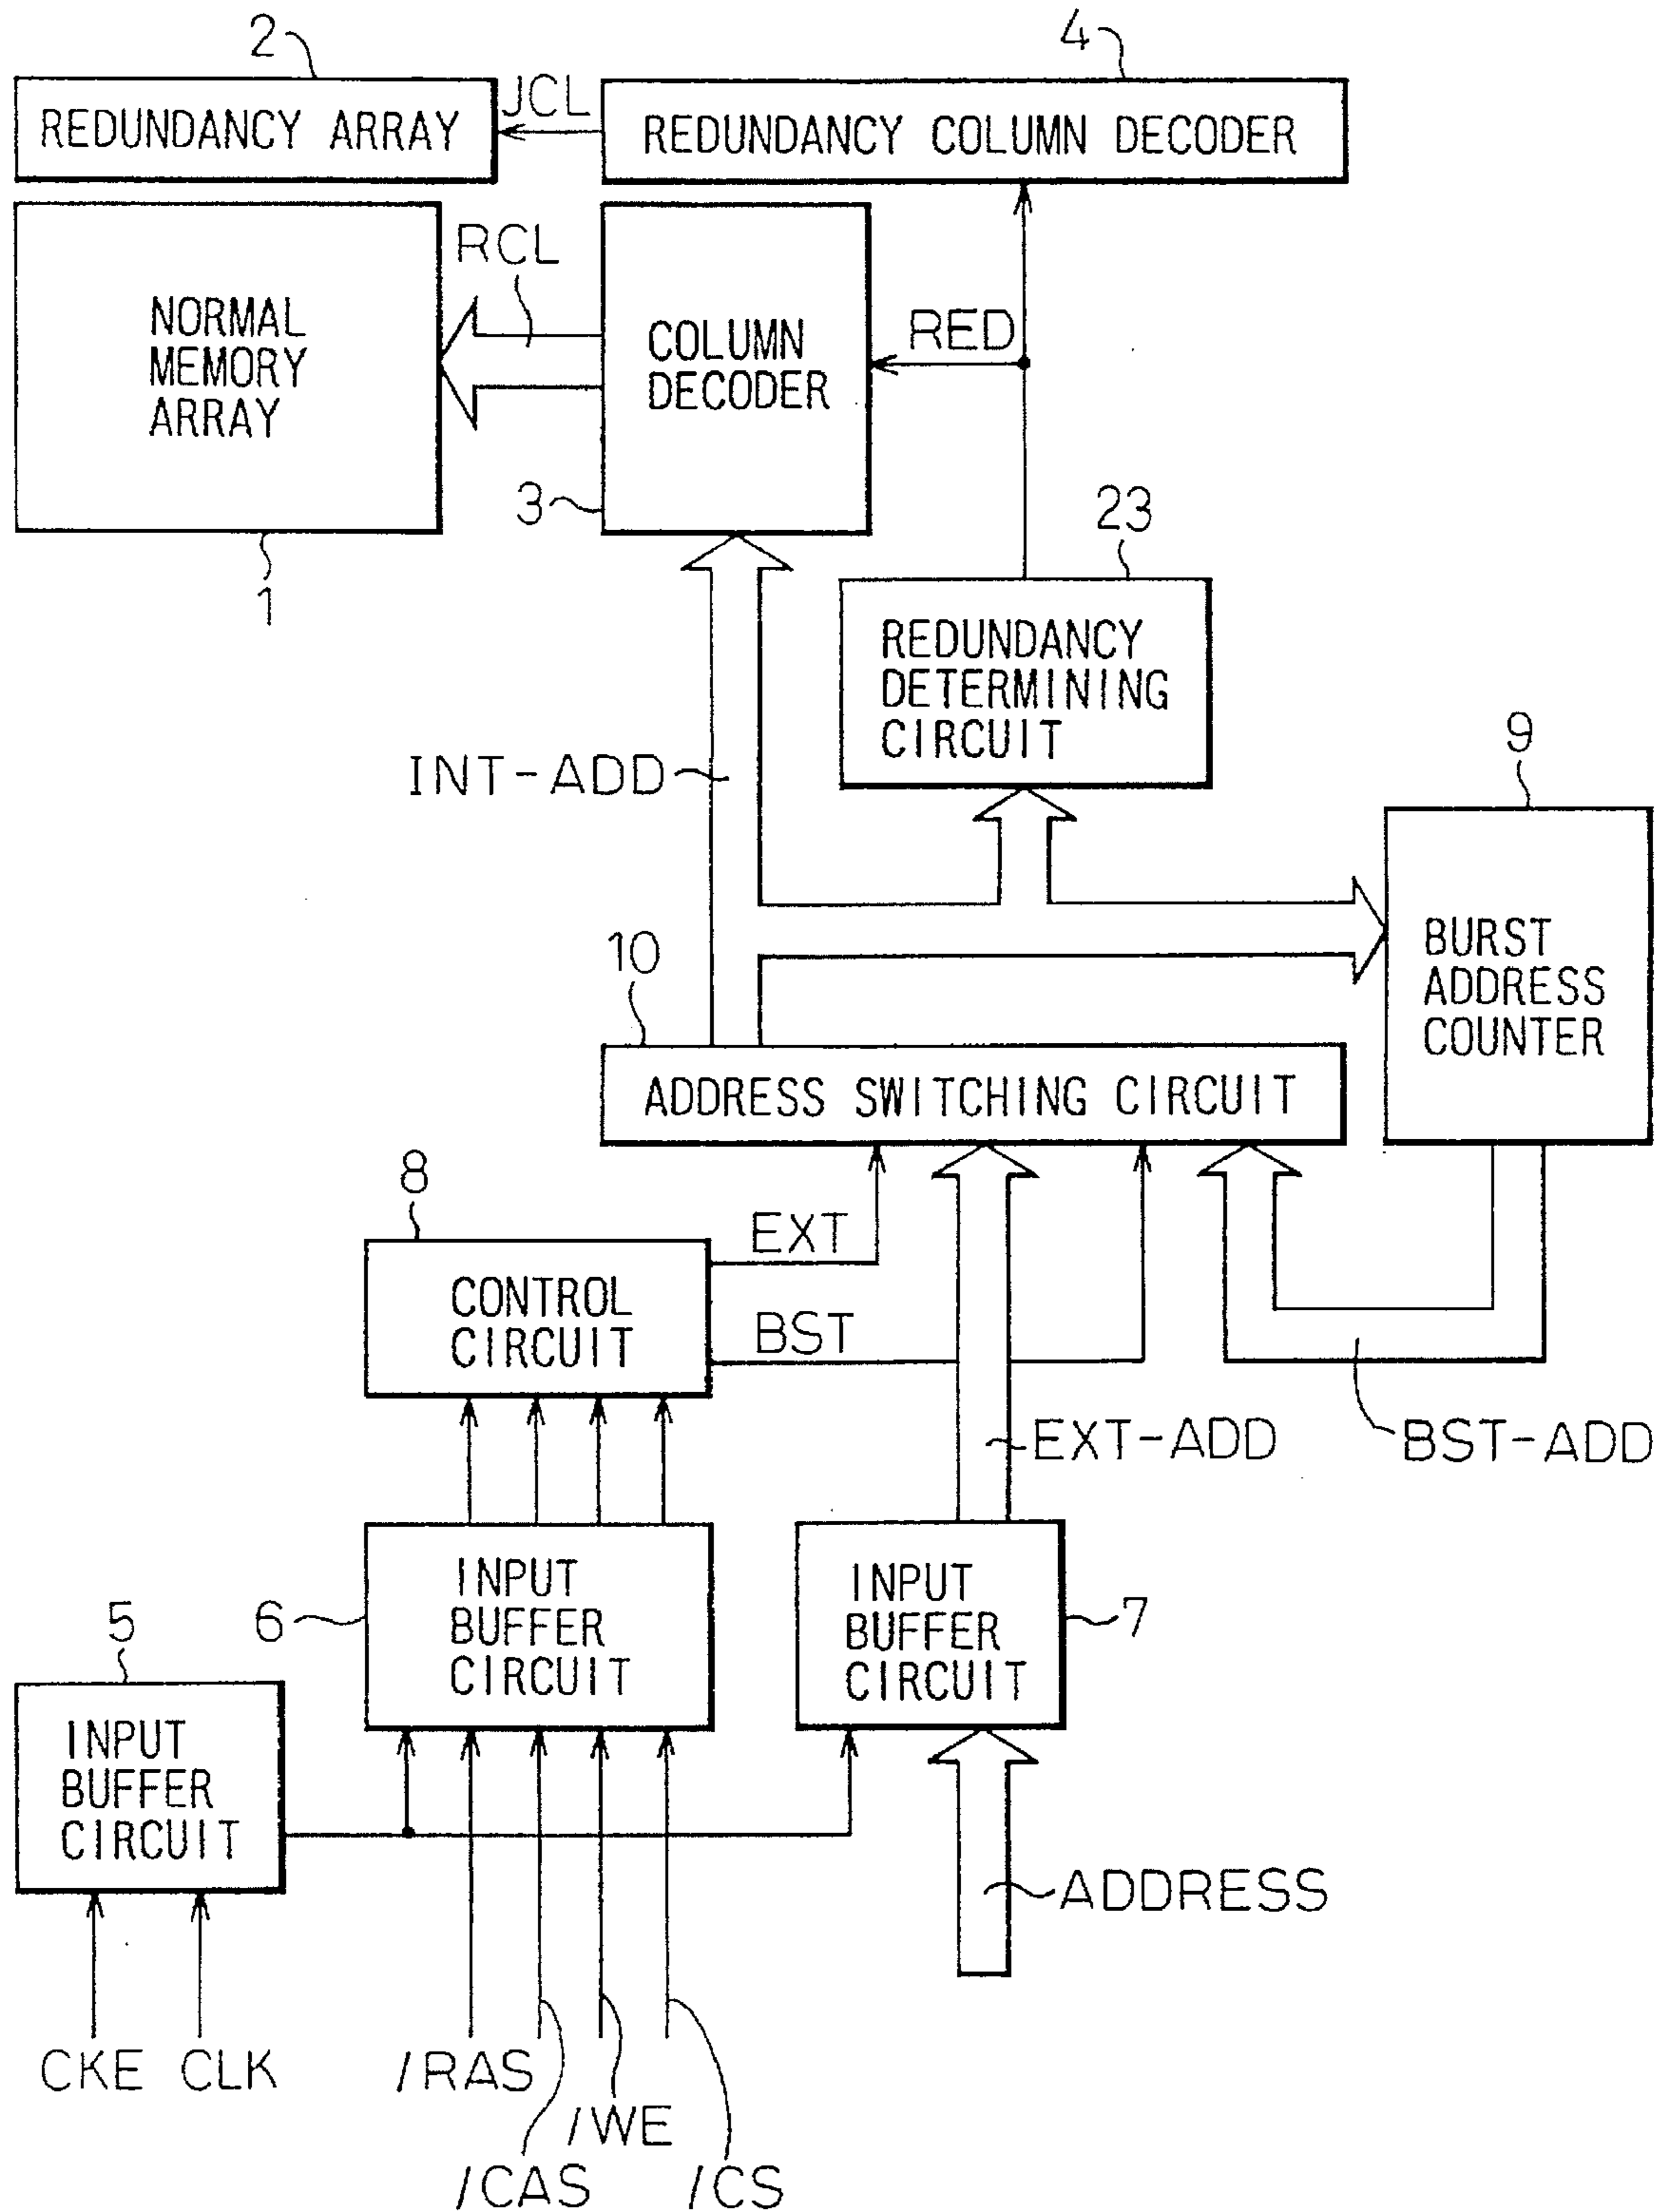 2
4
REDUNDANCY ARRAY
JCL
REDUNDANCY COLUMN DECODER
RCL
NORMAL
MEMORY
ARRAY
COLUMN
DECODER
RED
3
23
1
REDUNDANCY
DETERMINING
CIRCUIT
INT-ADD
9
10
BURST
ADDRESS
COUNTER
ADDRESS SWITCHING CIRCUIT
8
EXT
CONTROL
CIRCUIT
BST
EXT-ADD
BST-ADD
5
6
INPUT
BUFFER
CIRCUIT
INPUT
BUFFER
CIRCUIT
7
INPUT
BUFFER
CIRCUIT
ADDRESS
CKE
CLK
/RAS
/WE
/CAS
/CS